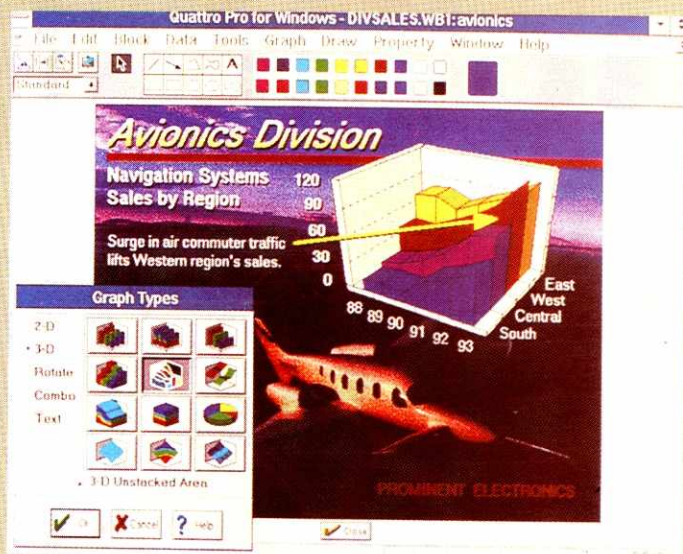 Quattro Pro for Windows - DIVSALES.WB1:avionics
File Edit Block Data Tools Graph Draw Property Window Help
A
Standard
Avionics Division
Navigation Systems
Sales by Region
120
90
60
30
0
Surge in air commuter traffic
lifts Western region's sales.
88 89 90 91 92 93
East
West
Central
South
Graph Types
2-D
3-D
Rotate
Combo
Text
3-D Unstacked Area
Ok Cancel ? Help
Close
PROMINENT ELECTRONICS